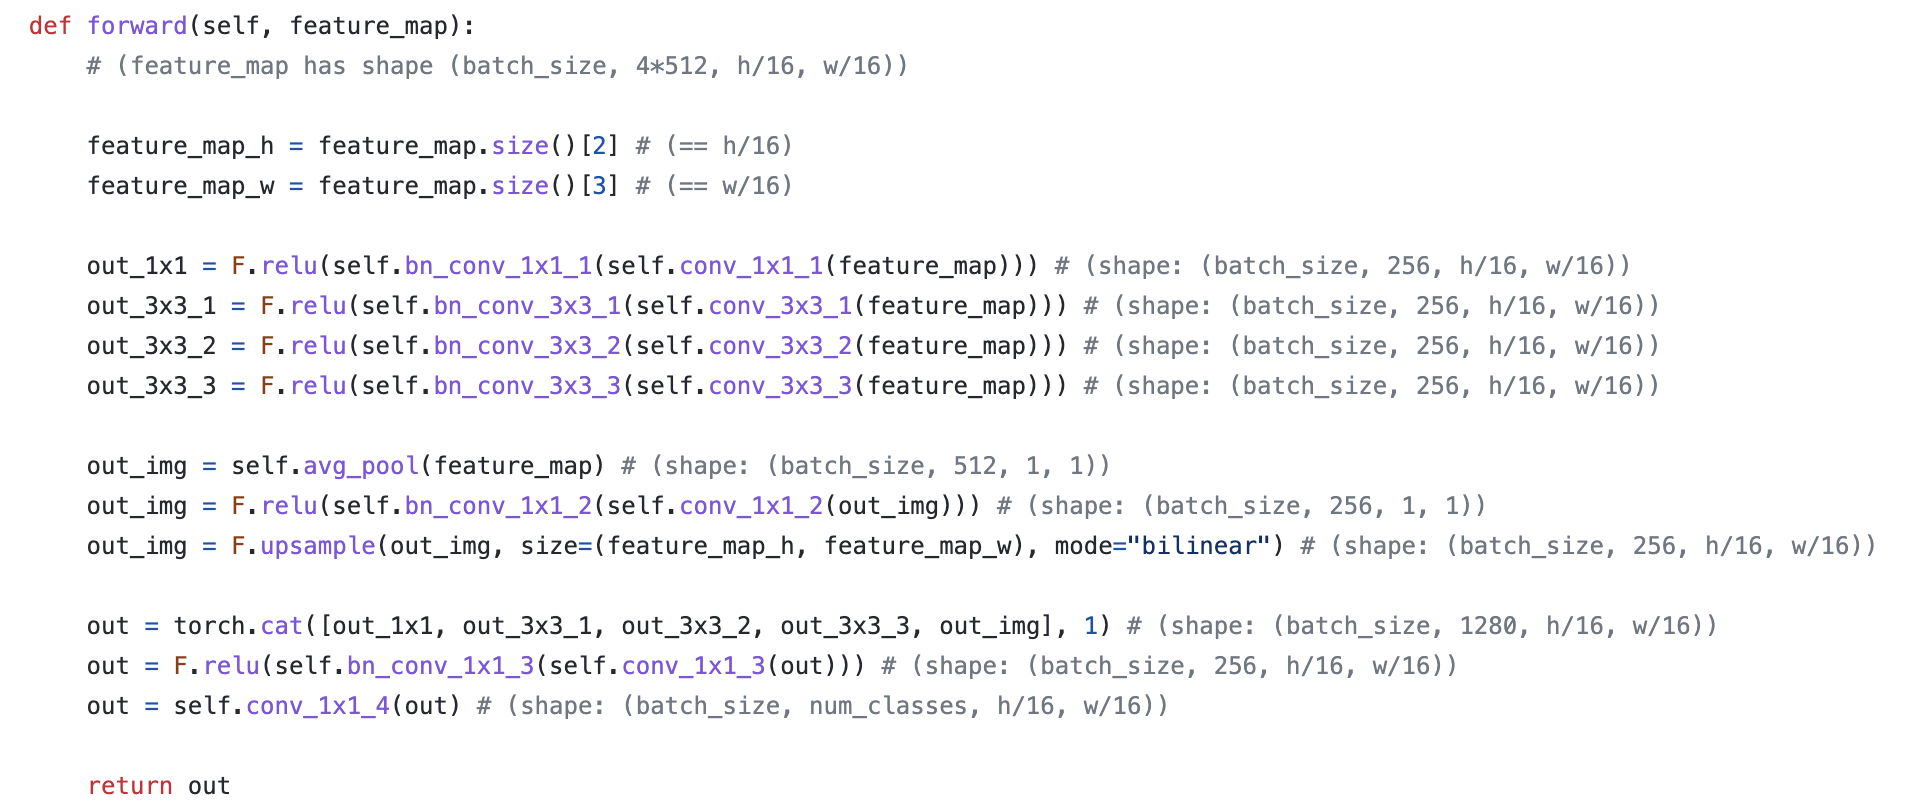 def forward(self, feature_map):
    # (feature_map has shape (batch_size, 4*512, h/16, w/16))

    feature_map_h = feature_map.size()[2] # (== h/16)
    feature_map_w = feature_map.size()[3] # (== w/16)

    out_1x1 = F.relu(self.bn_conv_1x1_1(self.conv_1x1_1(feature_map))) # (shape: (batch_size, 256, h/16, w/16))
    out_3x3_1 = F.relu(self.bn_conv_3x3_1(self.conv_3x3_1(feature_map))) # (shape: (batch_size, 256, h/16, w/16))
    out_3x3_2 = F.relu(self.bn_conv_3x3_2(self.conv_3x3_2(feature_map))) # (shape: (batch_size, 256, h/16, w/16))
    out_3x3_3 = F.relu(self.bn_conv_3x3_3(self.conv_3x3_3(feature_map))) # (shape: (batch_size, 256, h/16, w/16))

    out_img = self.avg_pool(feature_map) # (shape: (batch_size, 512, 1, 1))
    out_img = F.relu(self.bn_conv_1x1_2(self.conv_1x1_2(out_img))) # (shape: (batch_size, 256, 1, 1))
    out_img = F.upsample(out_img, size=(feature_map_h, feature_map_w), mode="bilinear") # (shape: (batch_size, 256, h/16, w/16))

    out = torch.cat([out_1x1, out_3x3_1, out_3x3_2, out_3x3_3, out_img], 1) # (shape: (batch_size, 1280, h/16, w/16))
    out = F.relu(self.bn_conv_1x1_3(self.conv_1x1_3(out))) # (shape: (batch_size, 256, h/16, w/16))
    out = self.conv_1x1_4(out) # (shape: (batch_size, num_classes, h/16, w/16))

    return out